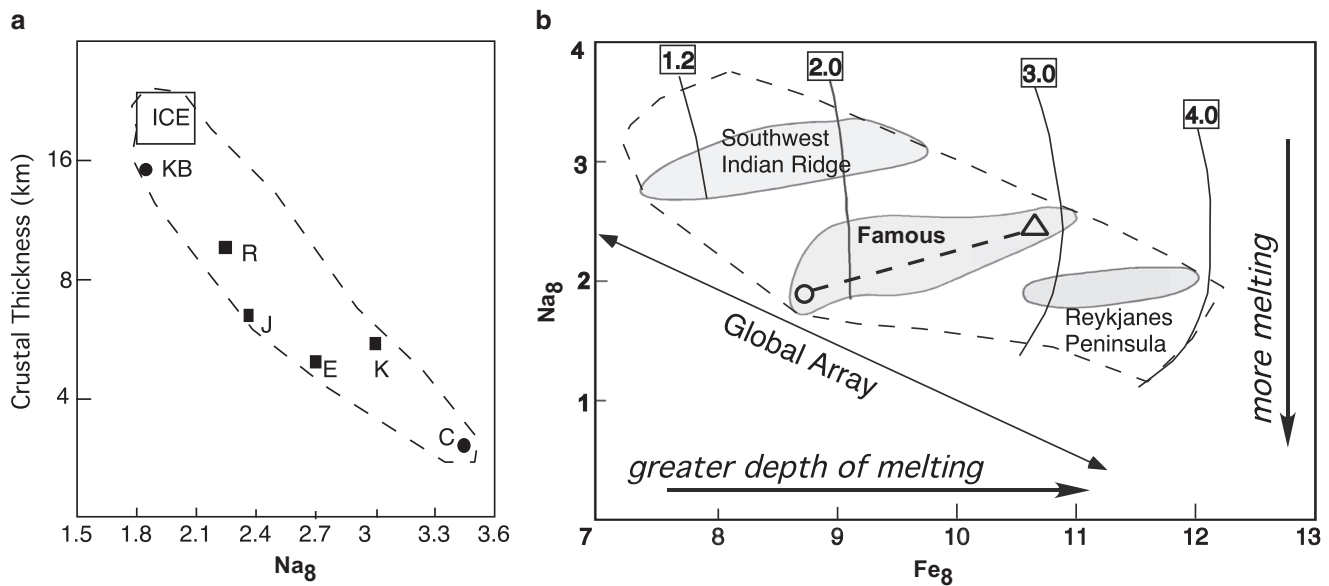 a
Crustal Thickness (km)
16
8
4
ICE
KB
R
J
E
K
C
1.5 1.8 2.1 2.4 2.7 3 3.3 3.6
Na8
b
Na8
4
3
2
1
1.2
2.0
3.0
4.0
Southwest
Indian Ridge
Famous
Reykjanes
Peninsula
Global Array
greater depth of melting
more melting
7 8 9 10 11 12 13
Fe8